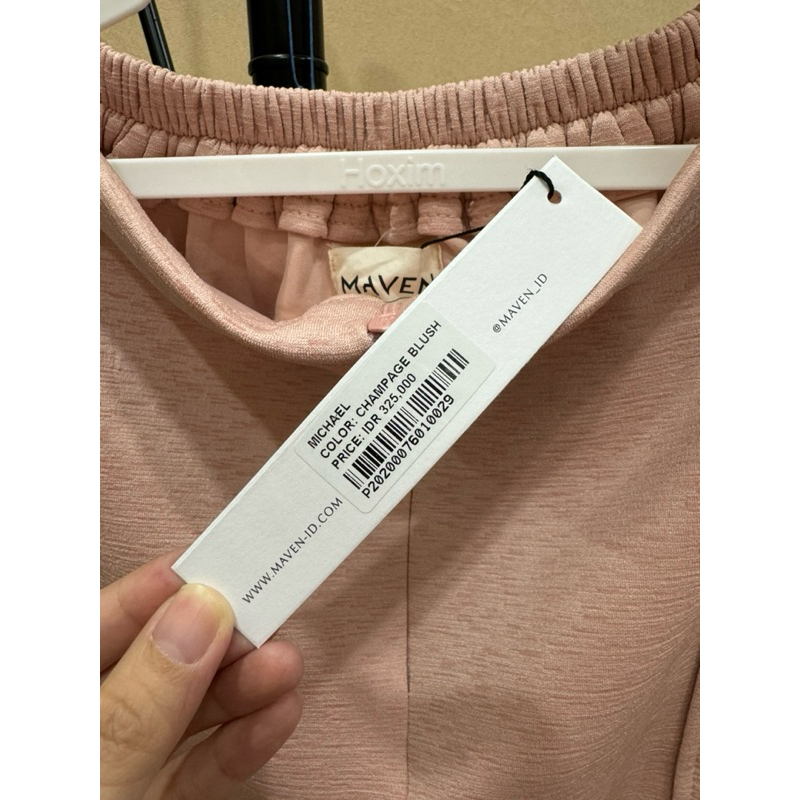 Hoxim
MAVEN
@MAVEN_ID
MICHAEL
COLOR: CHAMPAGE BLUSH
PRICE: IDR 325,000
P20200076010029
WWW.MAVEN-ID.COM